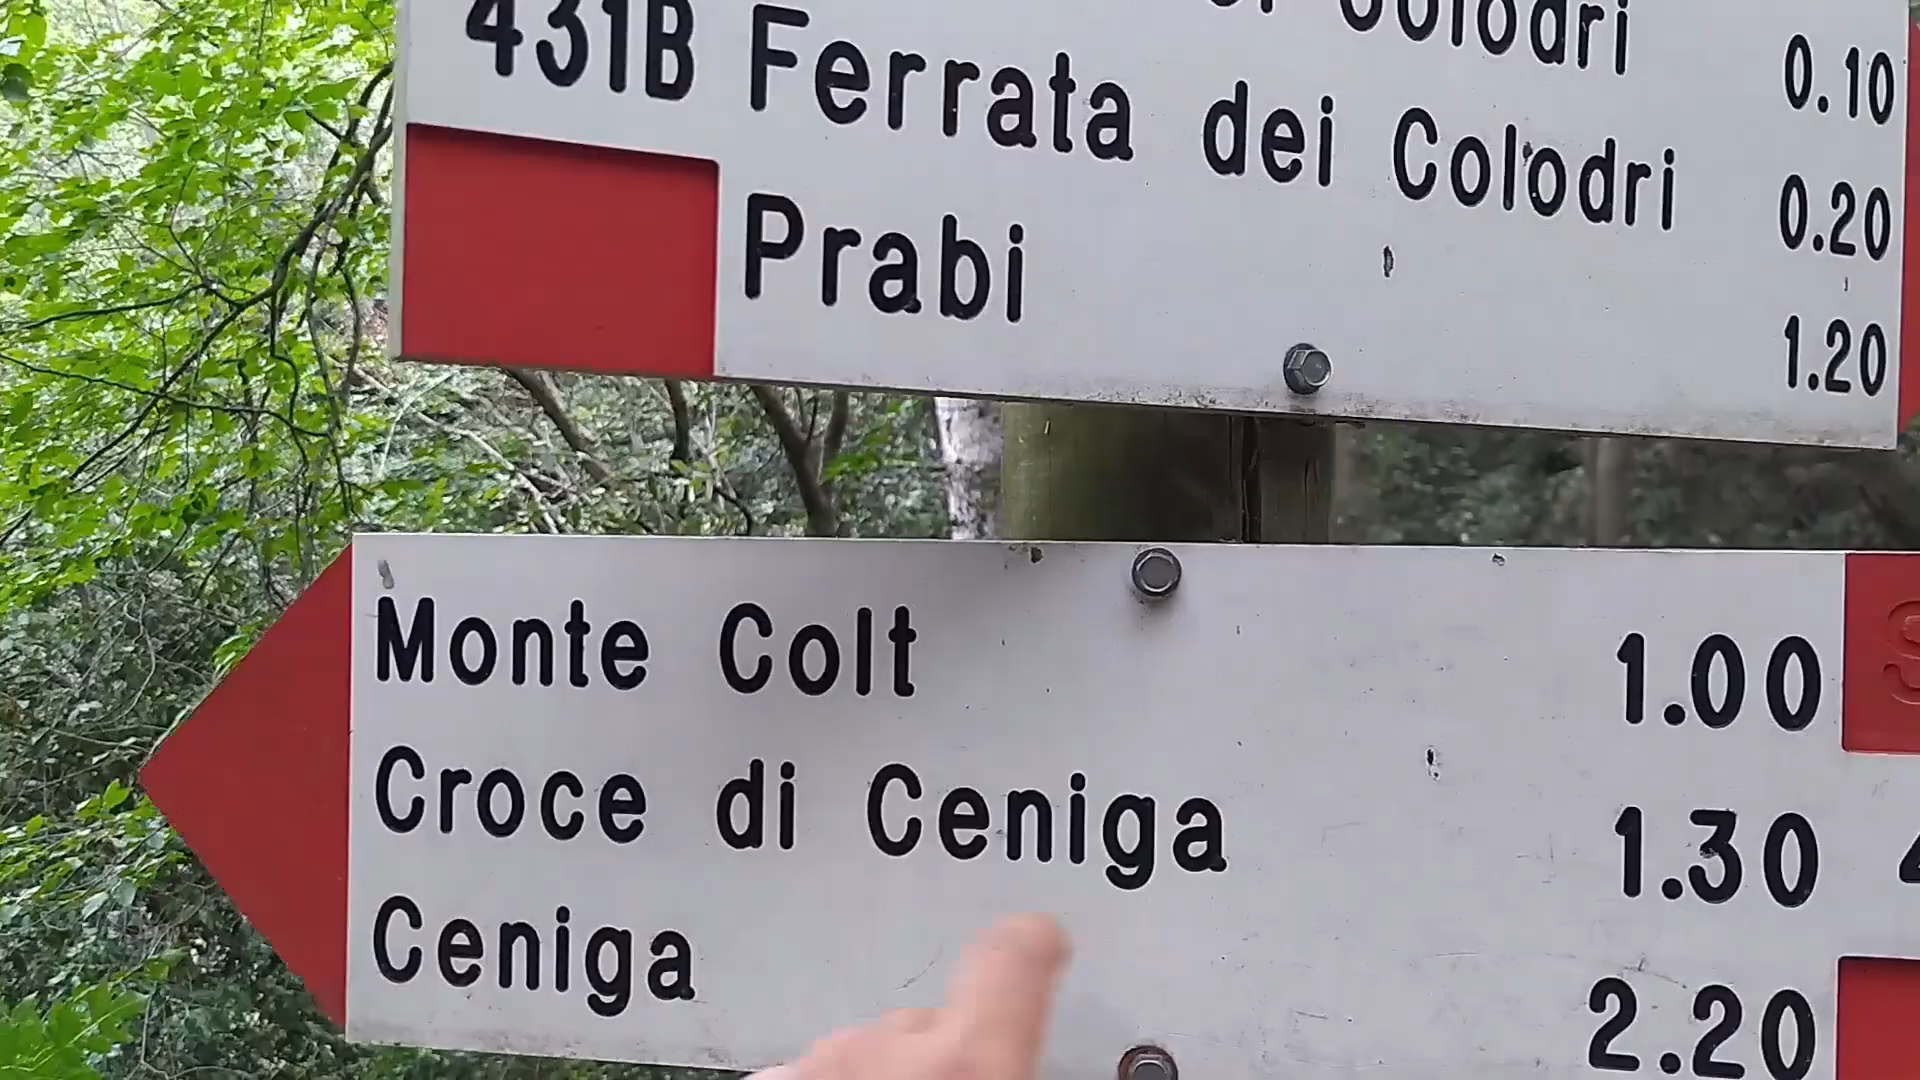 Colodri 0.10
431B Ferrata dei Colodri 0.20
Prabi 1.20
Monte Colt 1.00
Croce di Ceniga 1.30
Ceniga 2.20